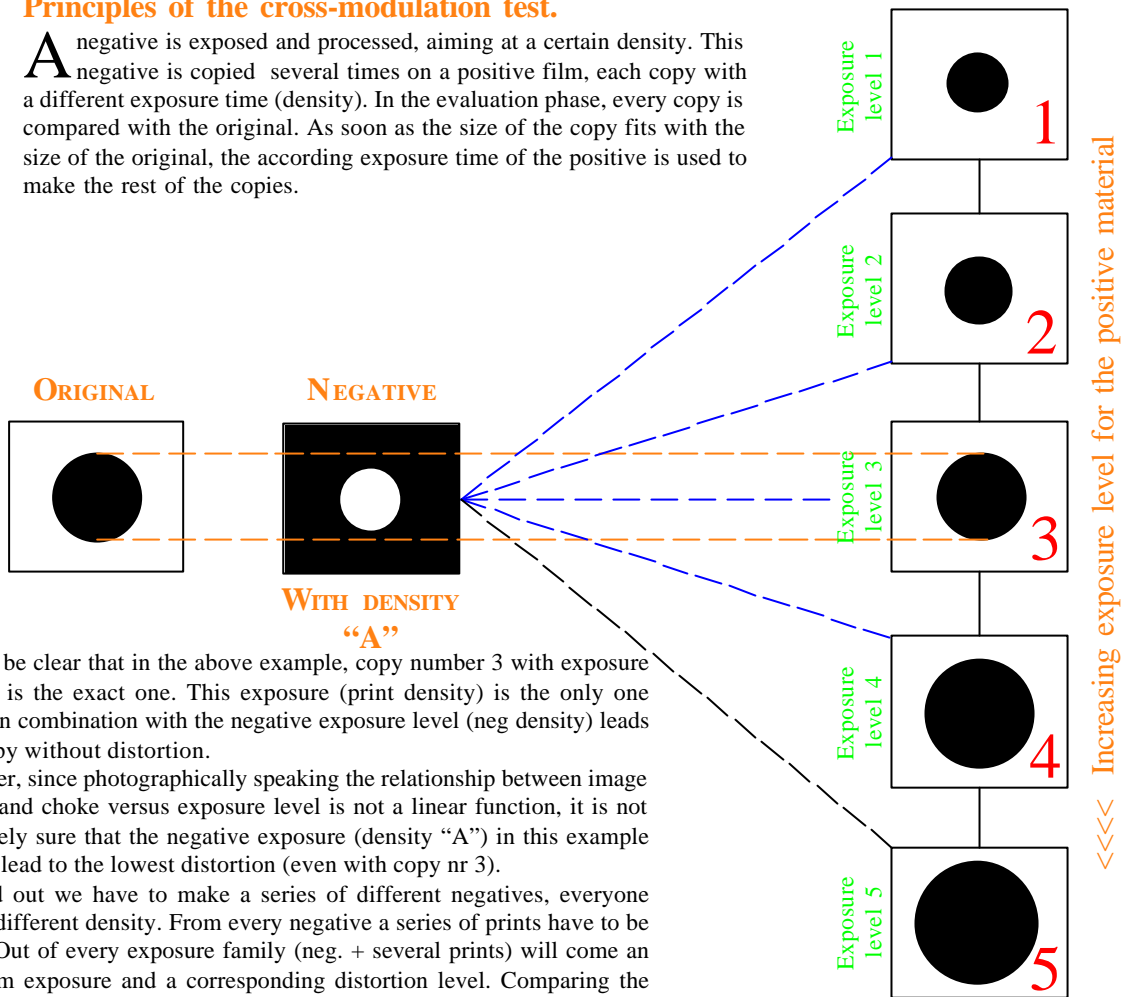 Principles of the cross-modulation test.
A negative is exposed and processed, aiming at a certain density. This
negative is copied several times on a positive film, each copy with
a different exposure time (density). In the evaluation phase, every copy is
compared with the original. As soon as the size of the copy fits with the
size of the original, the according exposure time of the positive is used to
make the rest of the copies.
ORIGINAL
NEGATIVE
WITH DENSITY
“A”
Exposure
level 1
1
Exposure
level 2
2
Exposure
level 3
3
Exposure
level 4
4
Exposure
level 5
5
<<<< Increasing exposure level for the positive material
be clear that in the above example, copy number 3 with exposure
is the exact one. This exposure (print density) is the only one
n combination with the negative exposure level (neg density) leads
py without distortion.
er, since photographically speaking the relationship between image
and choke versus exposure level is not a linear function, it is not
ely sure that the negative exposure (density “A”) in this example
lead to the lowest distortion (even with copy nr 3).
d out we have to make a series of different negatives, everyone
different density. From every negative a series of prints have to be
Out of every exposure family (neg. + several prints) will come an
m exposure and a corresponding distortion level. Comparing the